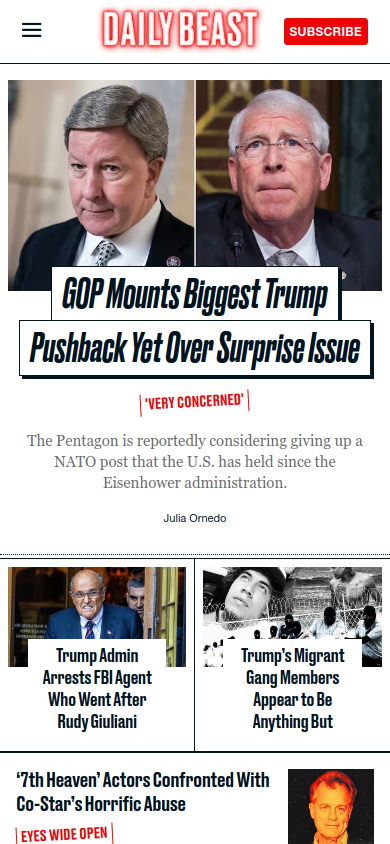 DAILY BEAST
SUBSCRIBE
GOP Mounts Biggest Trump
Pushback Yet Over Surprise Issue
'VERY CONCERNED'
The Pentagon is reportedly considering giving up a
NATO post that the U.S. has held since the
Eisenhower administration.
Julia Ornedo
Trump Admin
Arrests FBI Agent
Who Went After
Rudy Giuliani
Trump’s Migrant
Gang Members
Appear to Be
Anything But
‘7th Heaven’ Actors Confronted With
Co-Star’s Horrific Abuse
EYES WIDE OPEN